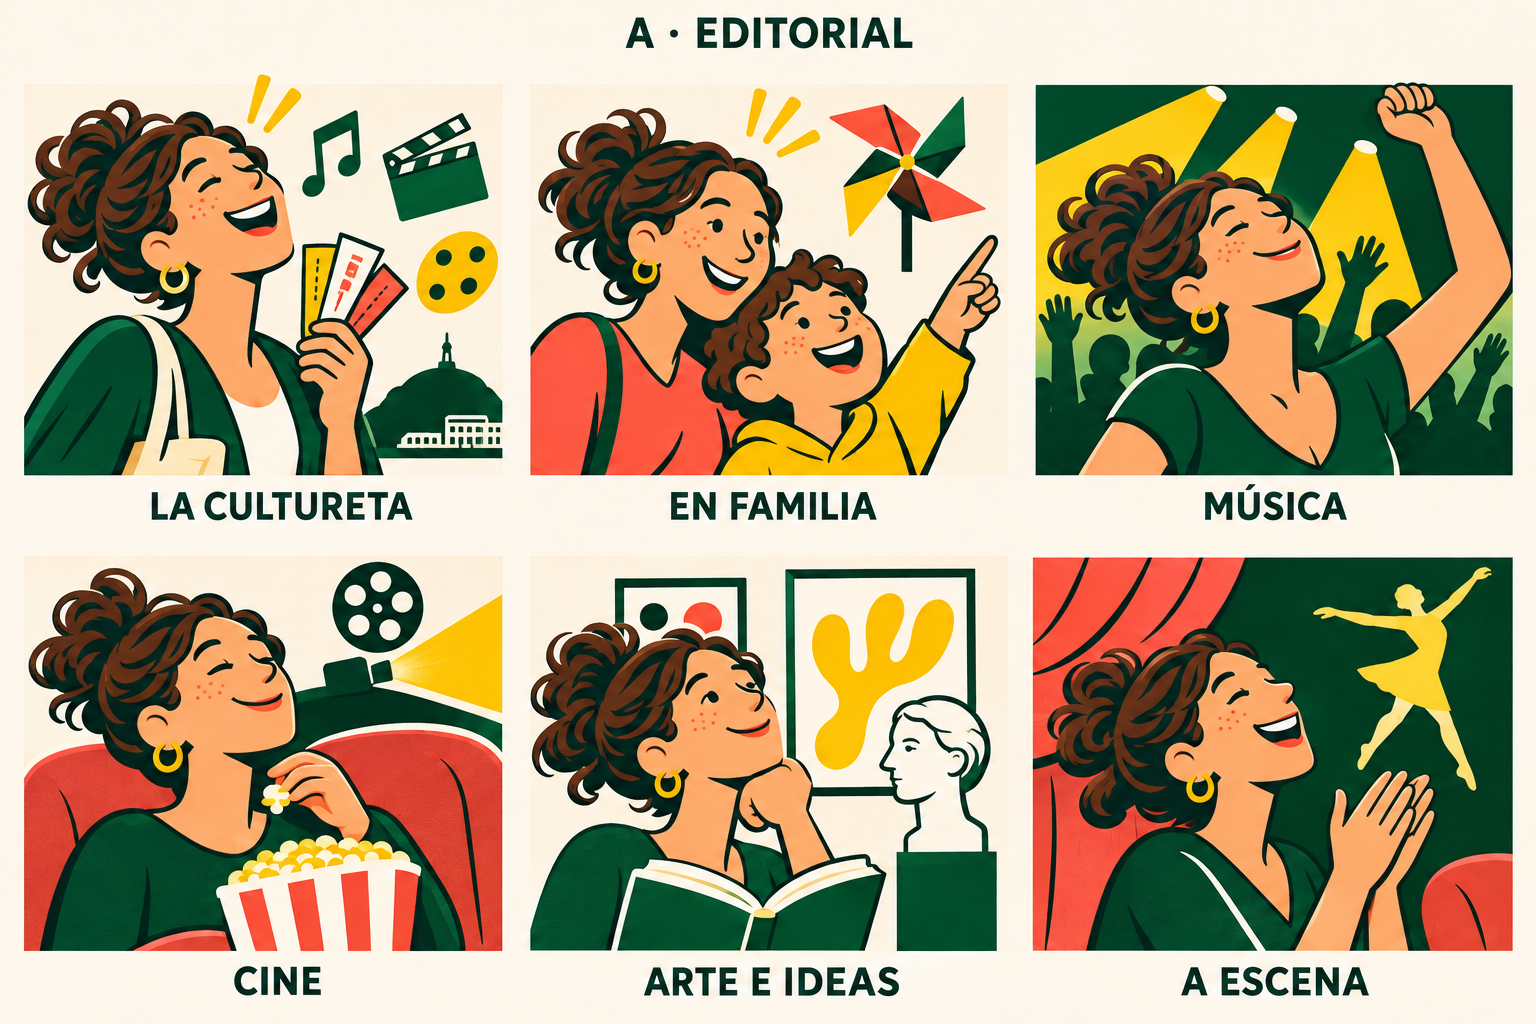 A · EDITORIAL
LA CULTURETA
EN FAMILIA
MÚSICA
CINE
ARTE E IDEAS
A ESCENA